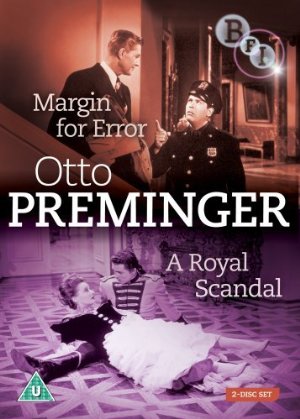 BFI
Margin
for Error
Otto
PREMINGER
A Royal
Scandal
U
2-DISC SET